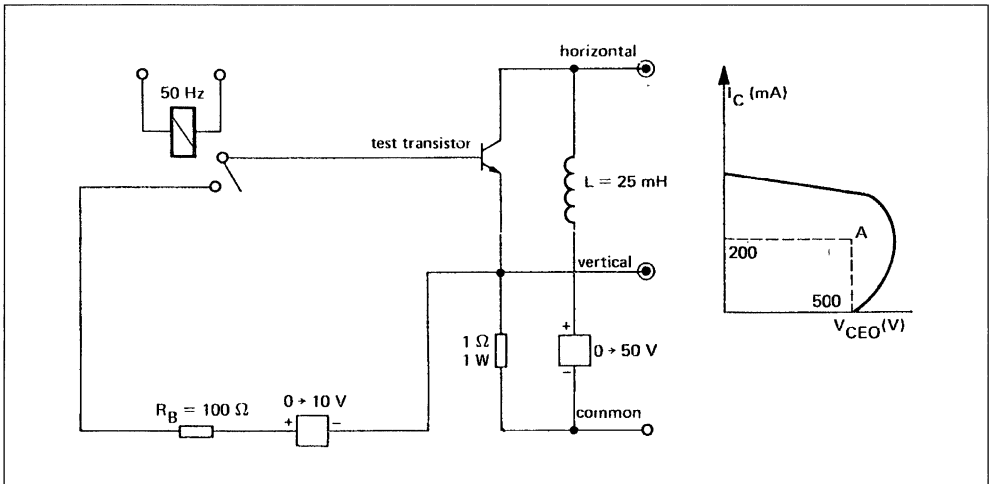 horizontal
50 Hz
I_C (mA)
test transistor
L = 25 mH
A
200
500
V_CEO (V)
vertical
+
1 Ω
1 W
0 → 50 V
−
common
R_B = 100 Ω
0 → 10 V
+ −